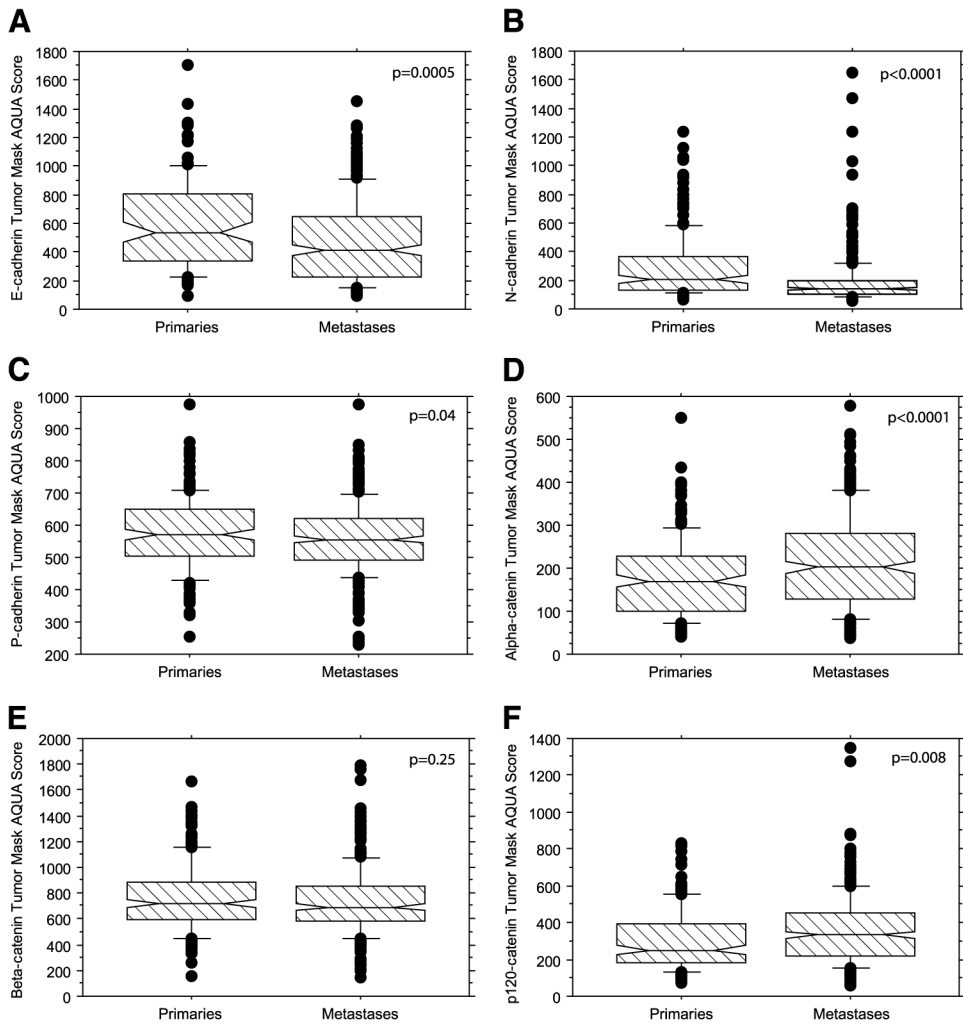 A
E-cadherin Tumor Mask AQUA Score
1800
1600
1400
1200
1000
800
600
400
200
0
p=0.0005
Primaries
Metastases
B
N-cadherin Tumor Mask AQUA Score
1800
1600
1400
1200
1000
800
600
400
200
0
p<0.0001
Primaries
Metastases
C
P-cadherin Tumor Mask AQUA Score
1000
900
800
700
600
500
400
300
200
p=0.04
Primaries
Metastases
D
Alpha-catenin Tumor Mask AQUA Score
600
500
400
300
200
100
0
p<0.0001
Primaries
Metastases
E
Beta-catenin Tumor Mask AQUA Score
2000
1800
1600
1400
1200
1000
800
600
400
200
0
p=0.25
Primaries
Metastases
F
p120-catenin Tumor Mask AQUA Score
1400
1200
1000
800
600
400
200
0
p=0.008
Primaries
Metastases